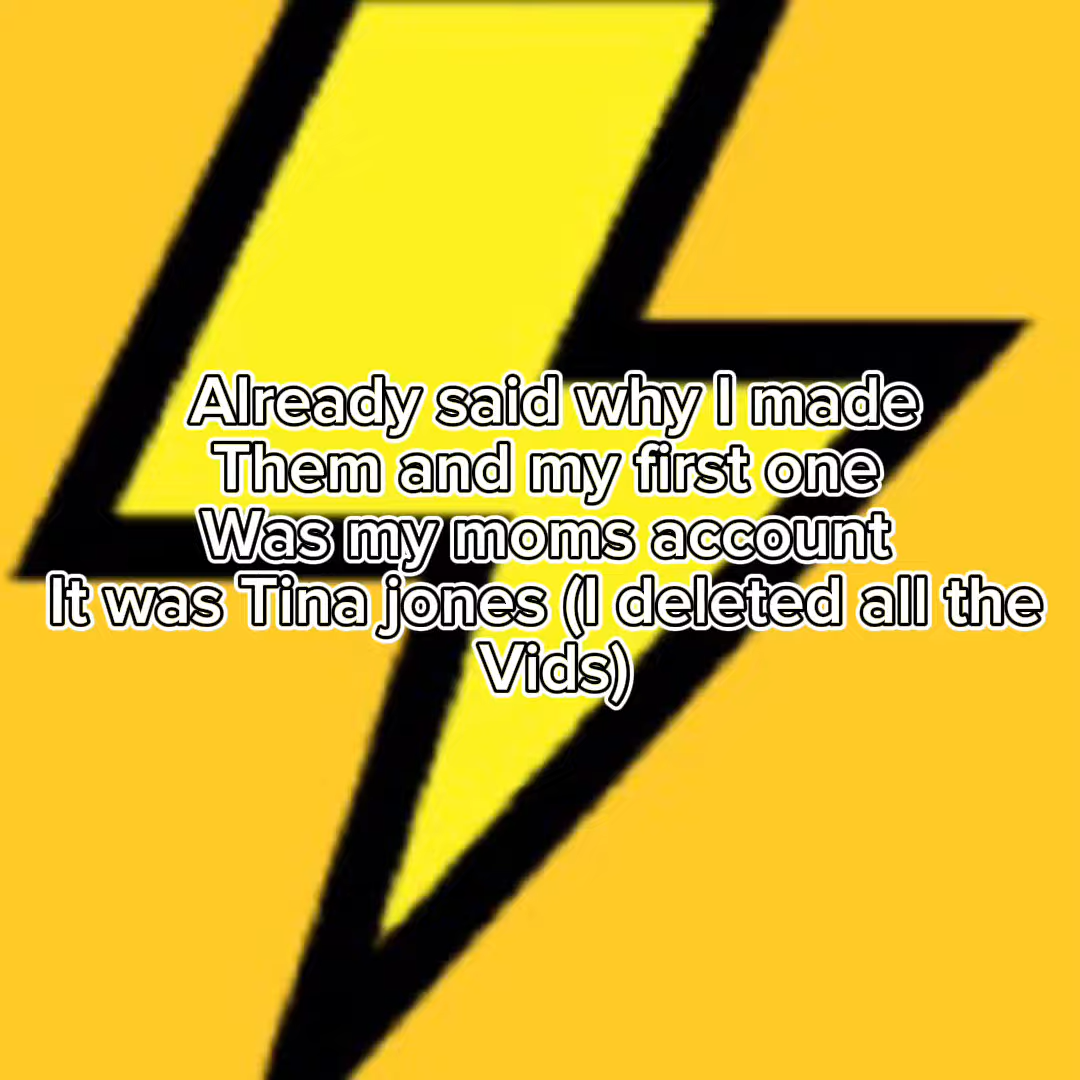 Already said why I made
Them and my first one
Was my moms account
It was Tina jones (I deleted all the
Vids)